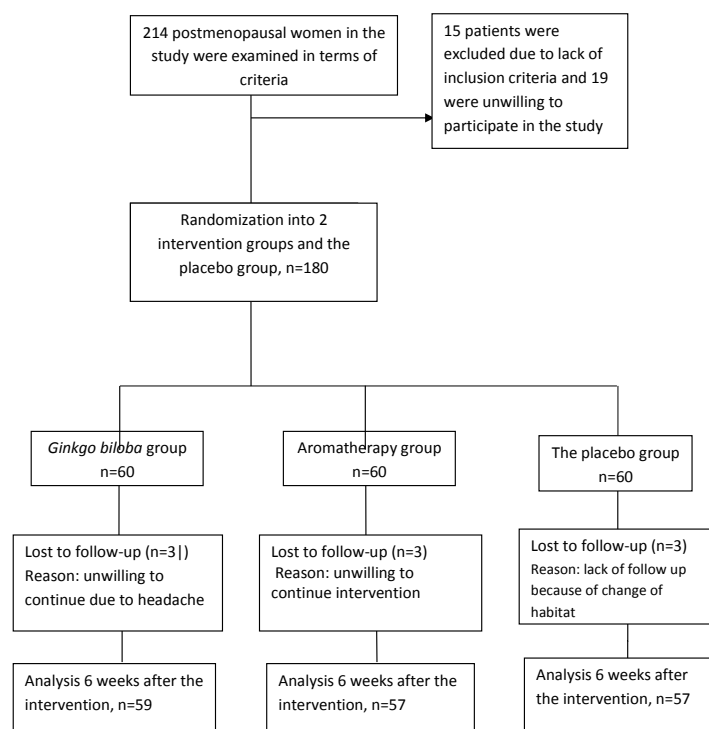 214 postmenopausal women in the
study were examined in terms of
criteria
15 patients were
excluded due to lack of
inclusion criteria and 19
were unwilling to
participate in the study
Randomization into 2
intervention groups and the
placebo group, n=180
Ginkgo biloba group
n=60
Aromatherapy group
n=60
The placebo group
n=60
Lost to follow-up (n=3|)
Reason: unwilling to
continue due to headache
Lost to follow-up (n=3)
Reason: unwilling to
continue intervention
Lost to follow-up (n=3)
Reason: lack of follow up
because of change of
habitat
Analysis 6 weeks after the
intervention, n=59
Analysis 6 weeks after the
intervention, n=57
Analysis 6 weeks after
the intervention, n=57